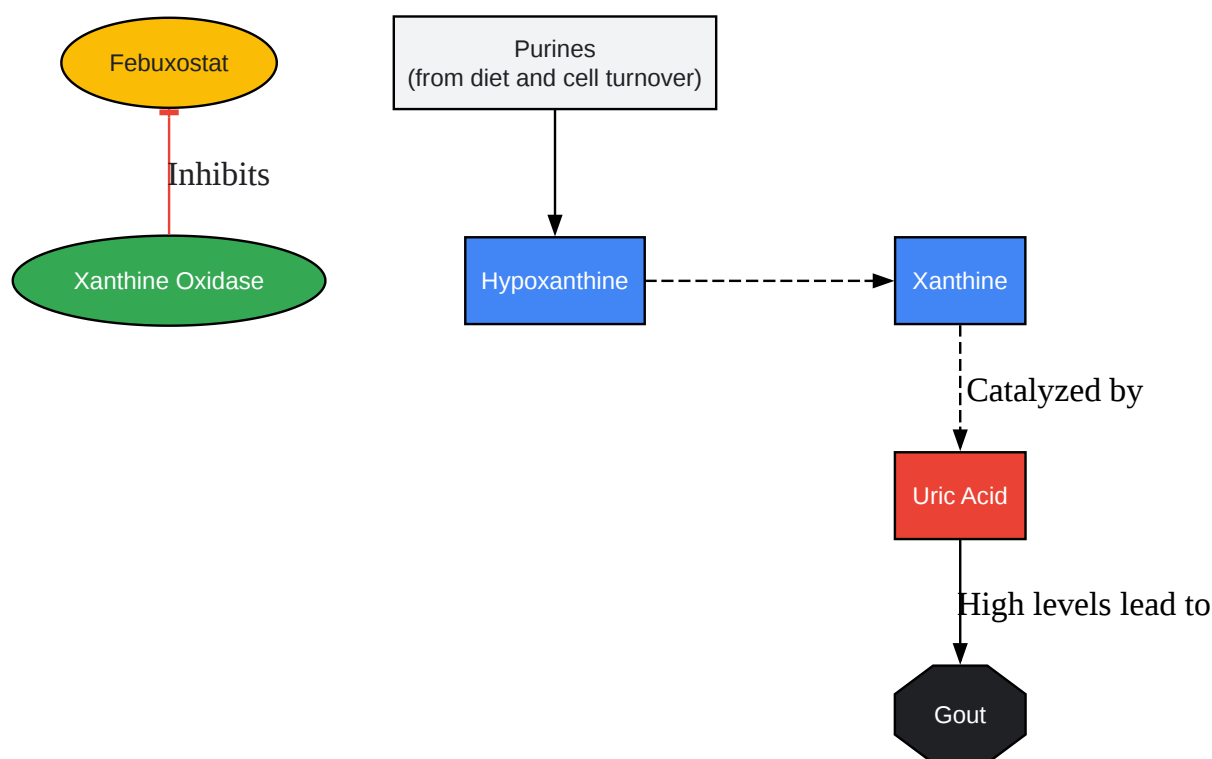 Febuxostat
Purines
(from diet and cell turnover)
Inhibits
Xanthine Oxidase
Hypoxanthine
Xanthine
Catalyzed by
Uric Acid
High levels lead to
Gout